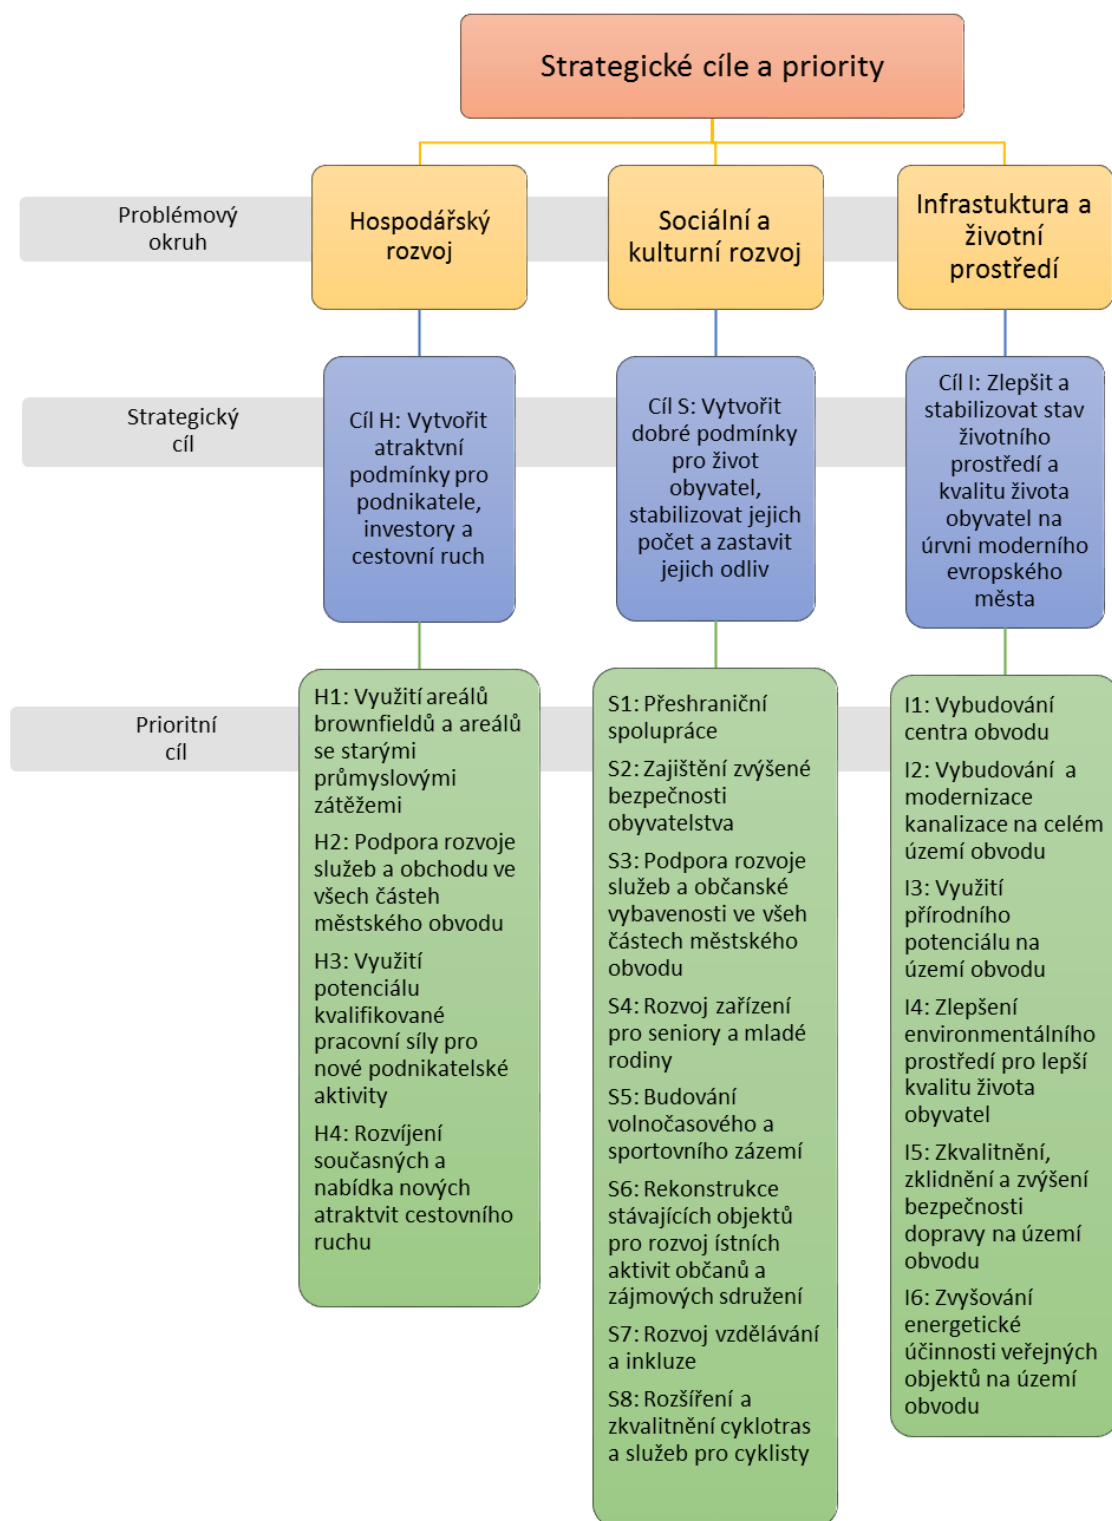 Strategické cíle a priority
Problémový
okruh
Hospodářský
rozvoj
Sociální a
kulturní rozvoj
Infrastuktura a
životní
prostředí
Strategický
cíl
Cíl H: Vytvořit
atraktvní
podmínky pro
podnikatele,
investory a
cestovní ruch
Cíl S: Vytvořit
dobré podmínky
pro život
obyvatel,
stabilizovat jejich
počet a zastavit
jejich odliv
Cíl I: Zlepšit a
stabilizovat stav
životního
prostředí a
kvalitu života
obyvatel na
úrvni moderního
evropského
města
Prioritní
cíl
H1: Využití areálů
brownfieldů a areálů
se starými
průmyslovými
zátěžemi
H2: Podpora rozvoje
služeb a obchodu ve
všech částeh
městského obvodu
H3: Využití
potenciálu
kvalifikované
pracovní síly pro
nové podnikatelské
aktivity
H4: Rozvíjení
současných a
nabídka nových
atraktvit cestovního
ruchu
S1: Přeshraniční
spolupráce
S2: Zajištění zvýšené
bezpečnosti
obyvatelstva
S3: Podpora rozvoje
služeb a občanské
vybavenosti ve všeh
částech městského
obvodu
S4: Rozvoj zařízení
pro seniory a mladé
rodiny
S5: Budování
volnočasového a
sportovního zázemí
S6: Rekonstrukce
stávajících objektů
pro rozvoj ístních
aktivit občanů a
zájmových sdružení
S7: Rozvoj vzdělávání
a inkluze
S8: Rozšíření a
zkvalitnění cyklotras
a služeb pro cyklisty
I1: Vybudování
centra obvodu
I2: Vybudování a
modernizace
kanalizace na celém
území obvodu
I3: Využití
přírodního
potenciálu na
území obvodu
I4: Zlepšení
environmentálního
prostředí pro lepší
kvalitu života
obyvatel
I5: Zkvalitnění,
zklidnění a zvýšení
bezpečnosti
dopravy na území
obvodu
I6: Zvyšování
energetické
účinnosti veřejných
objektů na území
obvodu